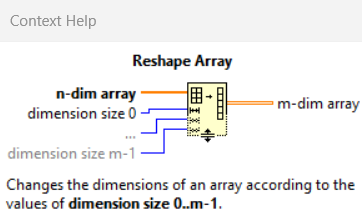 Context Help
Reshape Array
n-dim array
dimension size 0
...
dimension size m-1
m-dim array
Changes the dimensions of an array according to the
values of dimension size 0..m-1.